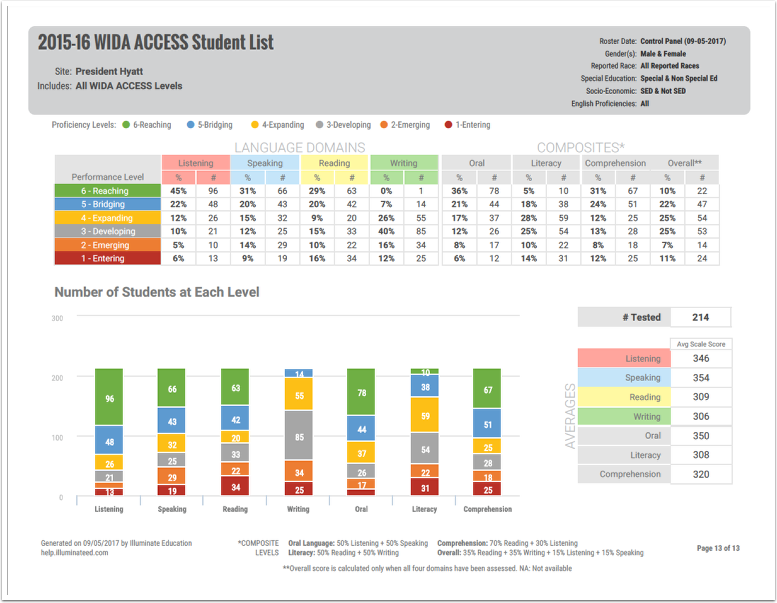 2015-16 WIDA ACCESS Student List
Site: President Hyatt
Includes: All WIDA ACCESS Levels
Roster Date: Control Panel (09-05-2017)
Gender(s): Male & Female
Reported Race: All Reported Races
Special Education: Special & Non Special Ed
Socio-Economic: SED & Not SED
English Proficiencies: All
Proficiency Levels: 6-Reaching 5-Bridging 4-Expanding 3-Developing 2-Emerging 1-Entering
LANGUAGE DOMAINS COMPOSITES*
Listening Speaking Reading Writing Oral Literacy Comprehension Overall**
Performance Level % # % # % # % # % # % # % # % #
6 - Reaching 45% 96 31% 66 29% 63 0% 1 36% 78 5% 10 31% 67 10% 22
5 - Bridging 22% 48 20% 43 20% 42 7% 14 21% 44 18% 38 24% 51 22% 47
4 - Expanding 12% 26 15% 32 9% 20 26% 55 17% 37 28% 59 12% 25 25% 54
3 - Developing 10% 21 12% 25 15% 33 40% 85 12% 26 25% 54 13% 28 25% 53
2 - Emerging 5% 10 14% 29 10% 22 16% 34 8% 17 10% 22 8% 18 7% 14
1 - Entering 6% 13 9% 19 16% 34 12% 25 6% 12 14% 31 12% 25 11% 24
Number of Students at Each Level
300
200
100
0
96 48 26 21 13
66 43 32 25 29 19
63 42 20 33 22 34
14 55 85 34 25
78 44 37 26 17
10 38 59 54 22 31
67 51 25 28 18 25
Listening Speaking Reading Writing Oral Literacy Comprehension
# Tested 214
Avg Scale Score
AVERAGES
Listening 346
Speaking 354
Reading 309
Writing 306
Oral 350
Literacy 308
Comprehension 320
Generated on 09/05/2017 by Illuminate Education
help.illuminateed.com
*COMPOSITE LEVELS
Oral Language: 50% Listening + 50% Speaking Comprehension: 70% Reading + 30% Listening
Literacy: 50% Reading + 50% Writing Overall: 35% Reading + 35% Writing + 15% Listening + 15% Speaking
Page 13 of 13
**Overall score is calculated only when all four domains have been assessed. NA: Not available